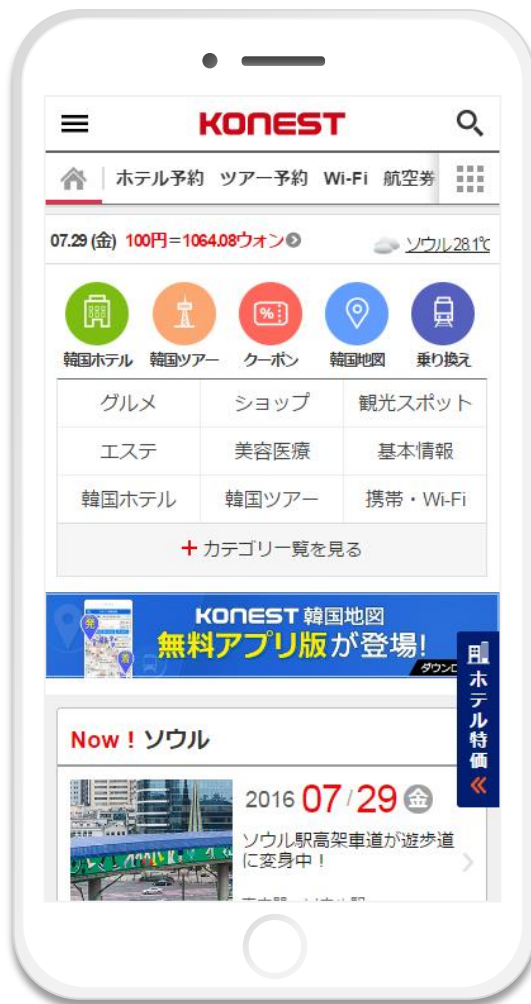 KONEST
ホテル予約 ツアー予約 Wi-Fi 航空券
07.29 (金) 100円=1064.08ウォン ソウル 28.1℃
%
韓国ホテル 韓国ツアー クーポン 韓国地図 乗り換え
グルメ ショップ 観光スポット
エステ 美容医療 基本情報
韓国ホテル 韓国ツアー 携帯・Wi-Fi
+ カテゴリ一覧を見る
発
着
KONEST 韓国地図
無料アプリ版が登場!
ホテル特価
Now ! ソウル
2016 07/29 金
ソウル駅高架車道が遊歩道
に変身中!